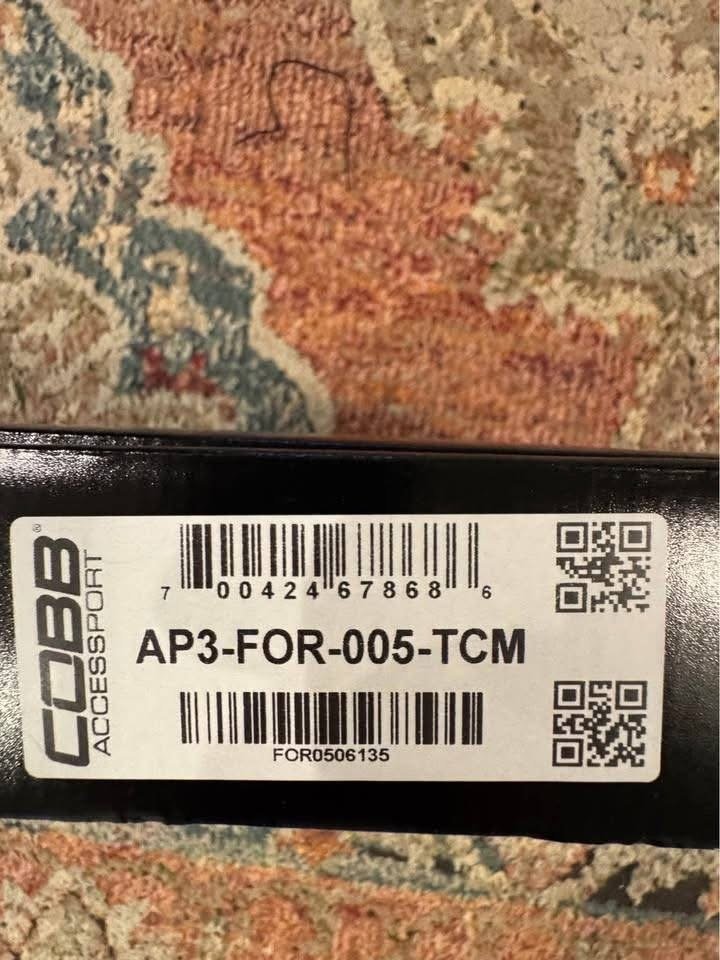 COBB®
ACCESSPORT
7 00424 67868 6
AP3-FOR-005-TCM
FOR0506135